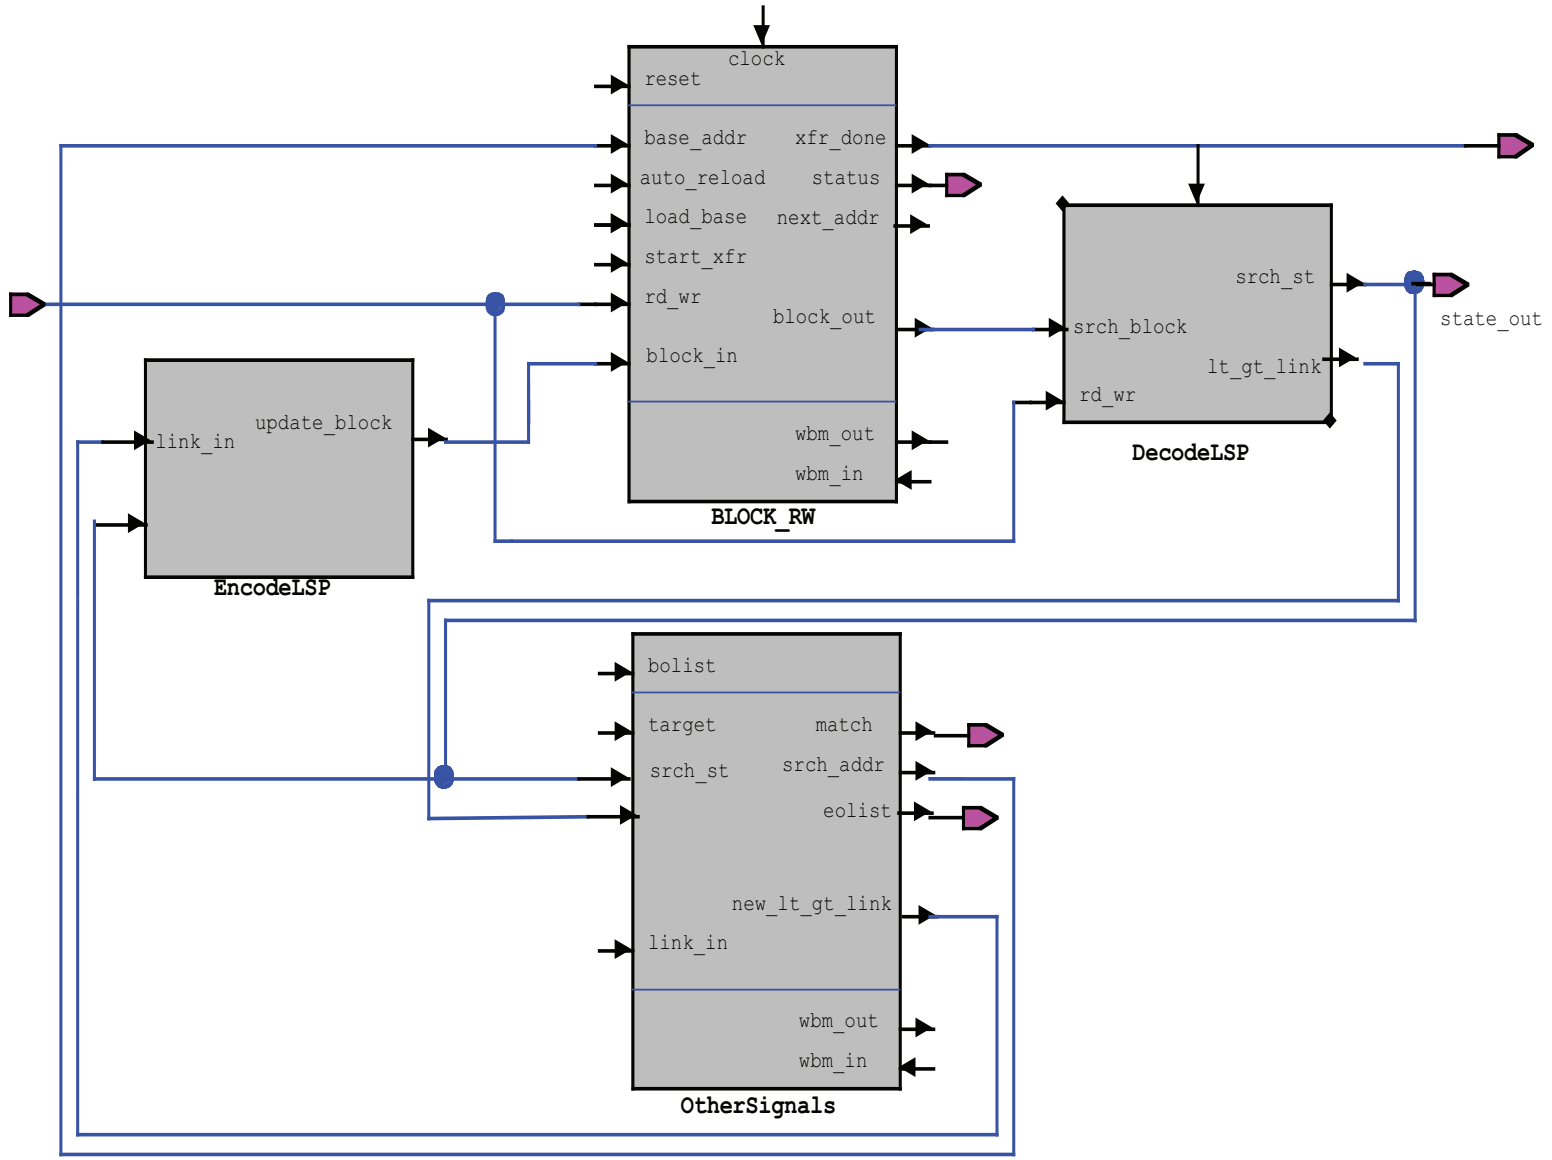 clock
reset
base_addr
xfr_done
auto_reload
status
load_base
next_addr
start_xfr
rd_wr
block_out
block_in
wbm_out
wbm_in
BLOCK_RW
srch_st
srch_block
lt_gt_link
rd_wr
DecodeLSP
state_out
update_block
link_in
EncodeLSP
bolist
target
match
srch_st
srch_addr
eolist
new_lt_gt_link
link_in
wbm_out
wbm_in
OtherSignals